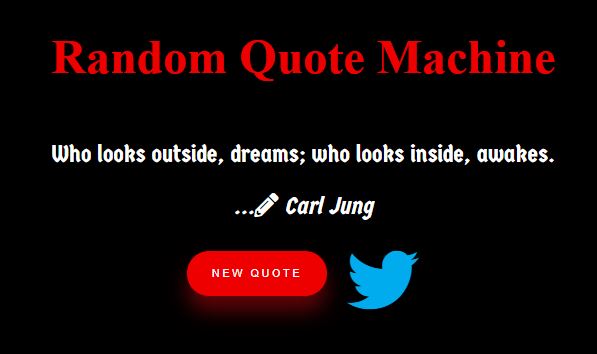 Random Quote Machine
Who looks outside, dreams; who looks inside, awakes.
... Carl Jung
NEW QUOTE